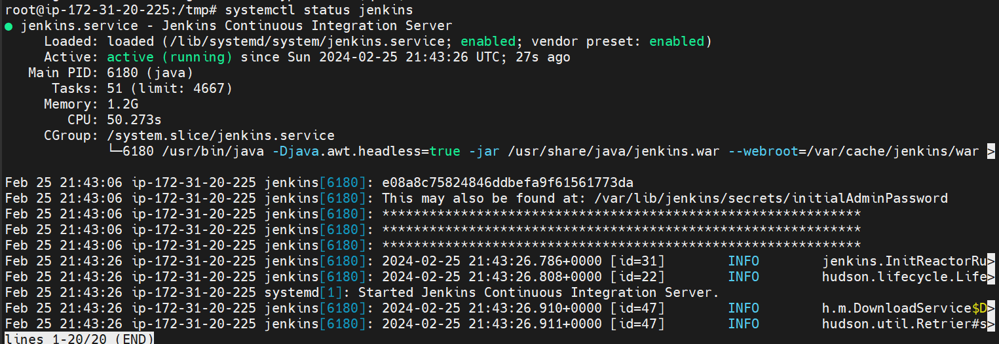 root@ip-172-31-20-225:/tmp# systemctl status jenkins
● jenkins.service - Jenkins Continuous Integration Server
     Loaded: loaded (/lib/systemd/system/jenkins.service; enabled; vendor preset: enabled)
     Active: active (running) since Sun 2024-02-25 21:43:26 UTC; 27s ago
   Main PID: 6180 (java)
      Tasks: 51 (limit: 4667)
     Memory: 1.2G
        CPU: 50.273s
     CGroup: /system.slice/jenkins.service
             └─6180 /usr/bin/java -Djava.awt.headless=true -jar /usr/share/java/jenkins.war --webroot=/var/cache/jenkins/war >
Feb 25 21:43:06 ip-172-31-20-225 jenkins[6180]: e08a8c75824846ddbefa9f61561773da
Feb 25 21:43:06 ip-172-31-20-225 jenkins[6180]: This may also be found at: /var/lib/jenkins/secrets/initialAdminPassword
Feb 25 21:43:06 ip-172-31-20-225 jenkins[6180]: *************************************************************
Feb 25 21:43:06 ip-172-31-20-225 jenkins[6180]: *************************************************************
Feb 25 21:43:06 ip-172-31-20-225 jenkins[6180]: *************************************************************
Feb 25 21:43:26 ip-172-31-20-225 jenkins[6180]: 2024-02-25 21:43:26.786+0000 [id=31]        INFO        jenkins.InitReactorRu>
Feb 25 21:43:26 ip-172-31-20-225 jenkins[6180]: 2024-02-25 21:43:26.808+0000 [id=22]        INFO        hudson.lifecycle.Life>
Feb 25 21:43:26 ip-172-31-20-225 systemd[1]: Started Jenkins Continuous Integration Server.
Feb 25 21:43:26 ip-172-31-20-225 jenkins[6180]: 2024-02-25 21:43:26.910+0000 [id=47]        INFO        h.m.DownloadService$D>
Feb 25 21:43:26 ip-172-31-20-225 jenkins[6180]: 2024-02-25 21:43:26.911+0000 [id=47]        INFO        hudson.util.Retrier#s>
lines 1-20/20 (END)